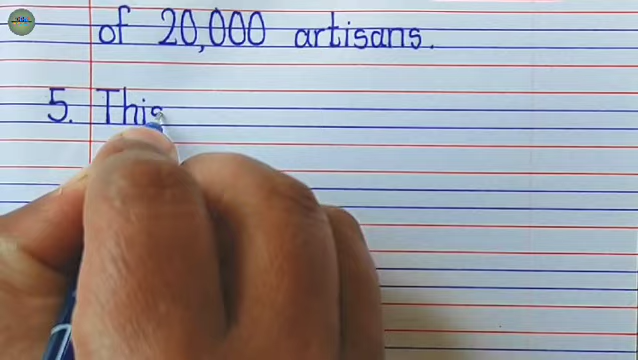 of 20,000 artisans.
5. This